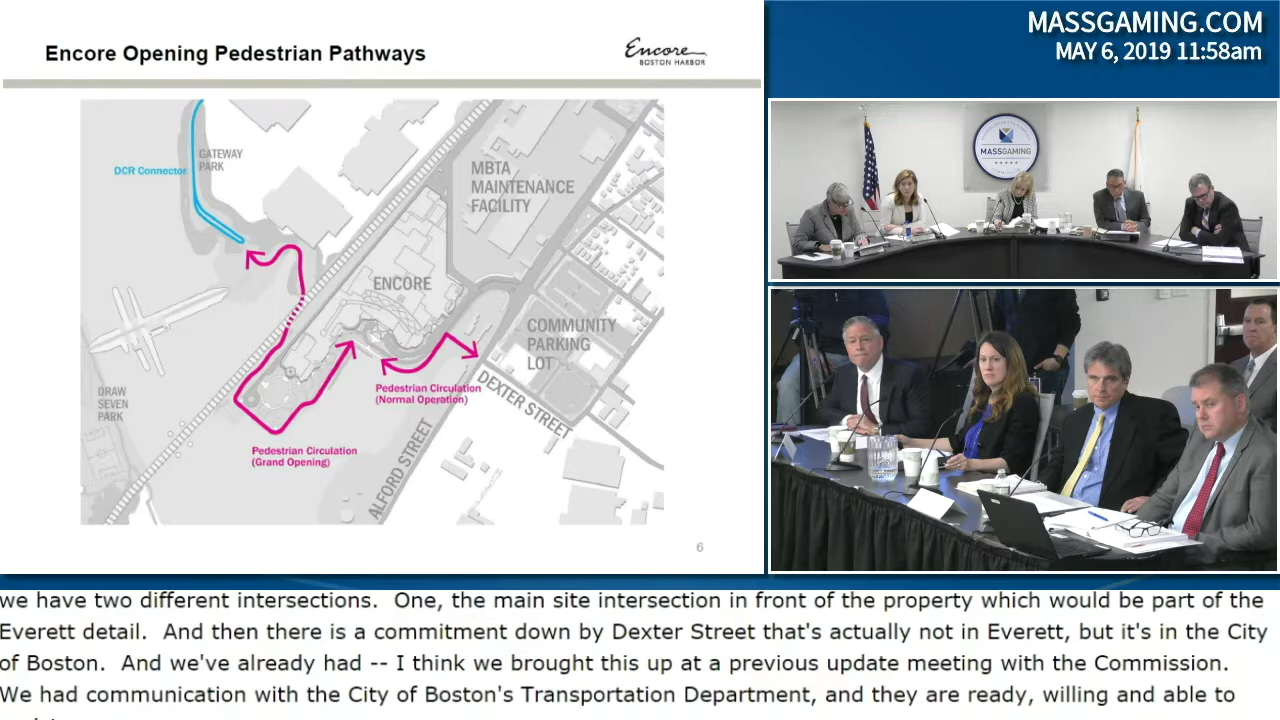 Encore Opening Pedestrian Pathways
Encore
BOSTON HARBOR
MASSGAMING.COM
MAY 6, 2019 11:58am
GATEWAY
PARK
DCR Connector
MBTA
MAINTENANCE
FACILITY
ENCORE
COMMUNITY
PARKING
LOT
Pedestrian Circulation
(Normal Operation)
DRAW
SEVEN
PARK
DEXTER STREET
ALFORD STREET
Pedestrian Circulation
(Grand Opening)
6
MASSGAMING
we have two different intersections.  One, the main site intersection in front of the property which would be part of the
Everett detail.  And then there is a commitment down by Dexter Street that's actually not in Everett, but it's in the City
of Boston.  And we've already had -- I think we brought this up at a previous update meeting with the Commission.
We had communication with the City of Boston's Transportation Department, and they are ready, willing and able to